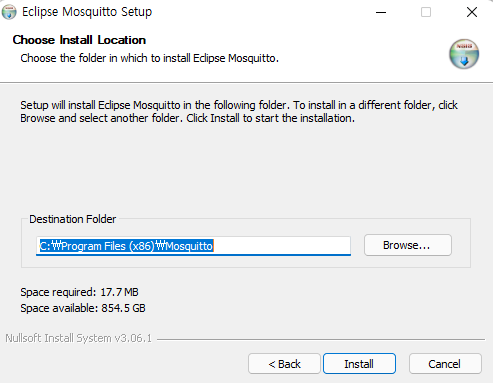 Eclipse Mosquitto Setup
Choose Install Location
Choose the folder in which to install Eclipse Mosquitto.
Setup will install Eclipse Mosquitto in the following folder. To install in a different folder, click
Browse and select another folder. Click Install to start the installation.
Destination Folder
C:₩Program Files (x86)₩Mosquitto
Browse...
Space required: 17.7 MB
Space available: 854.5 GB
Nullsoft Install System v3.06.1
< Back
Install
Cancel